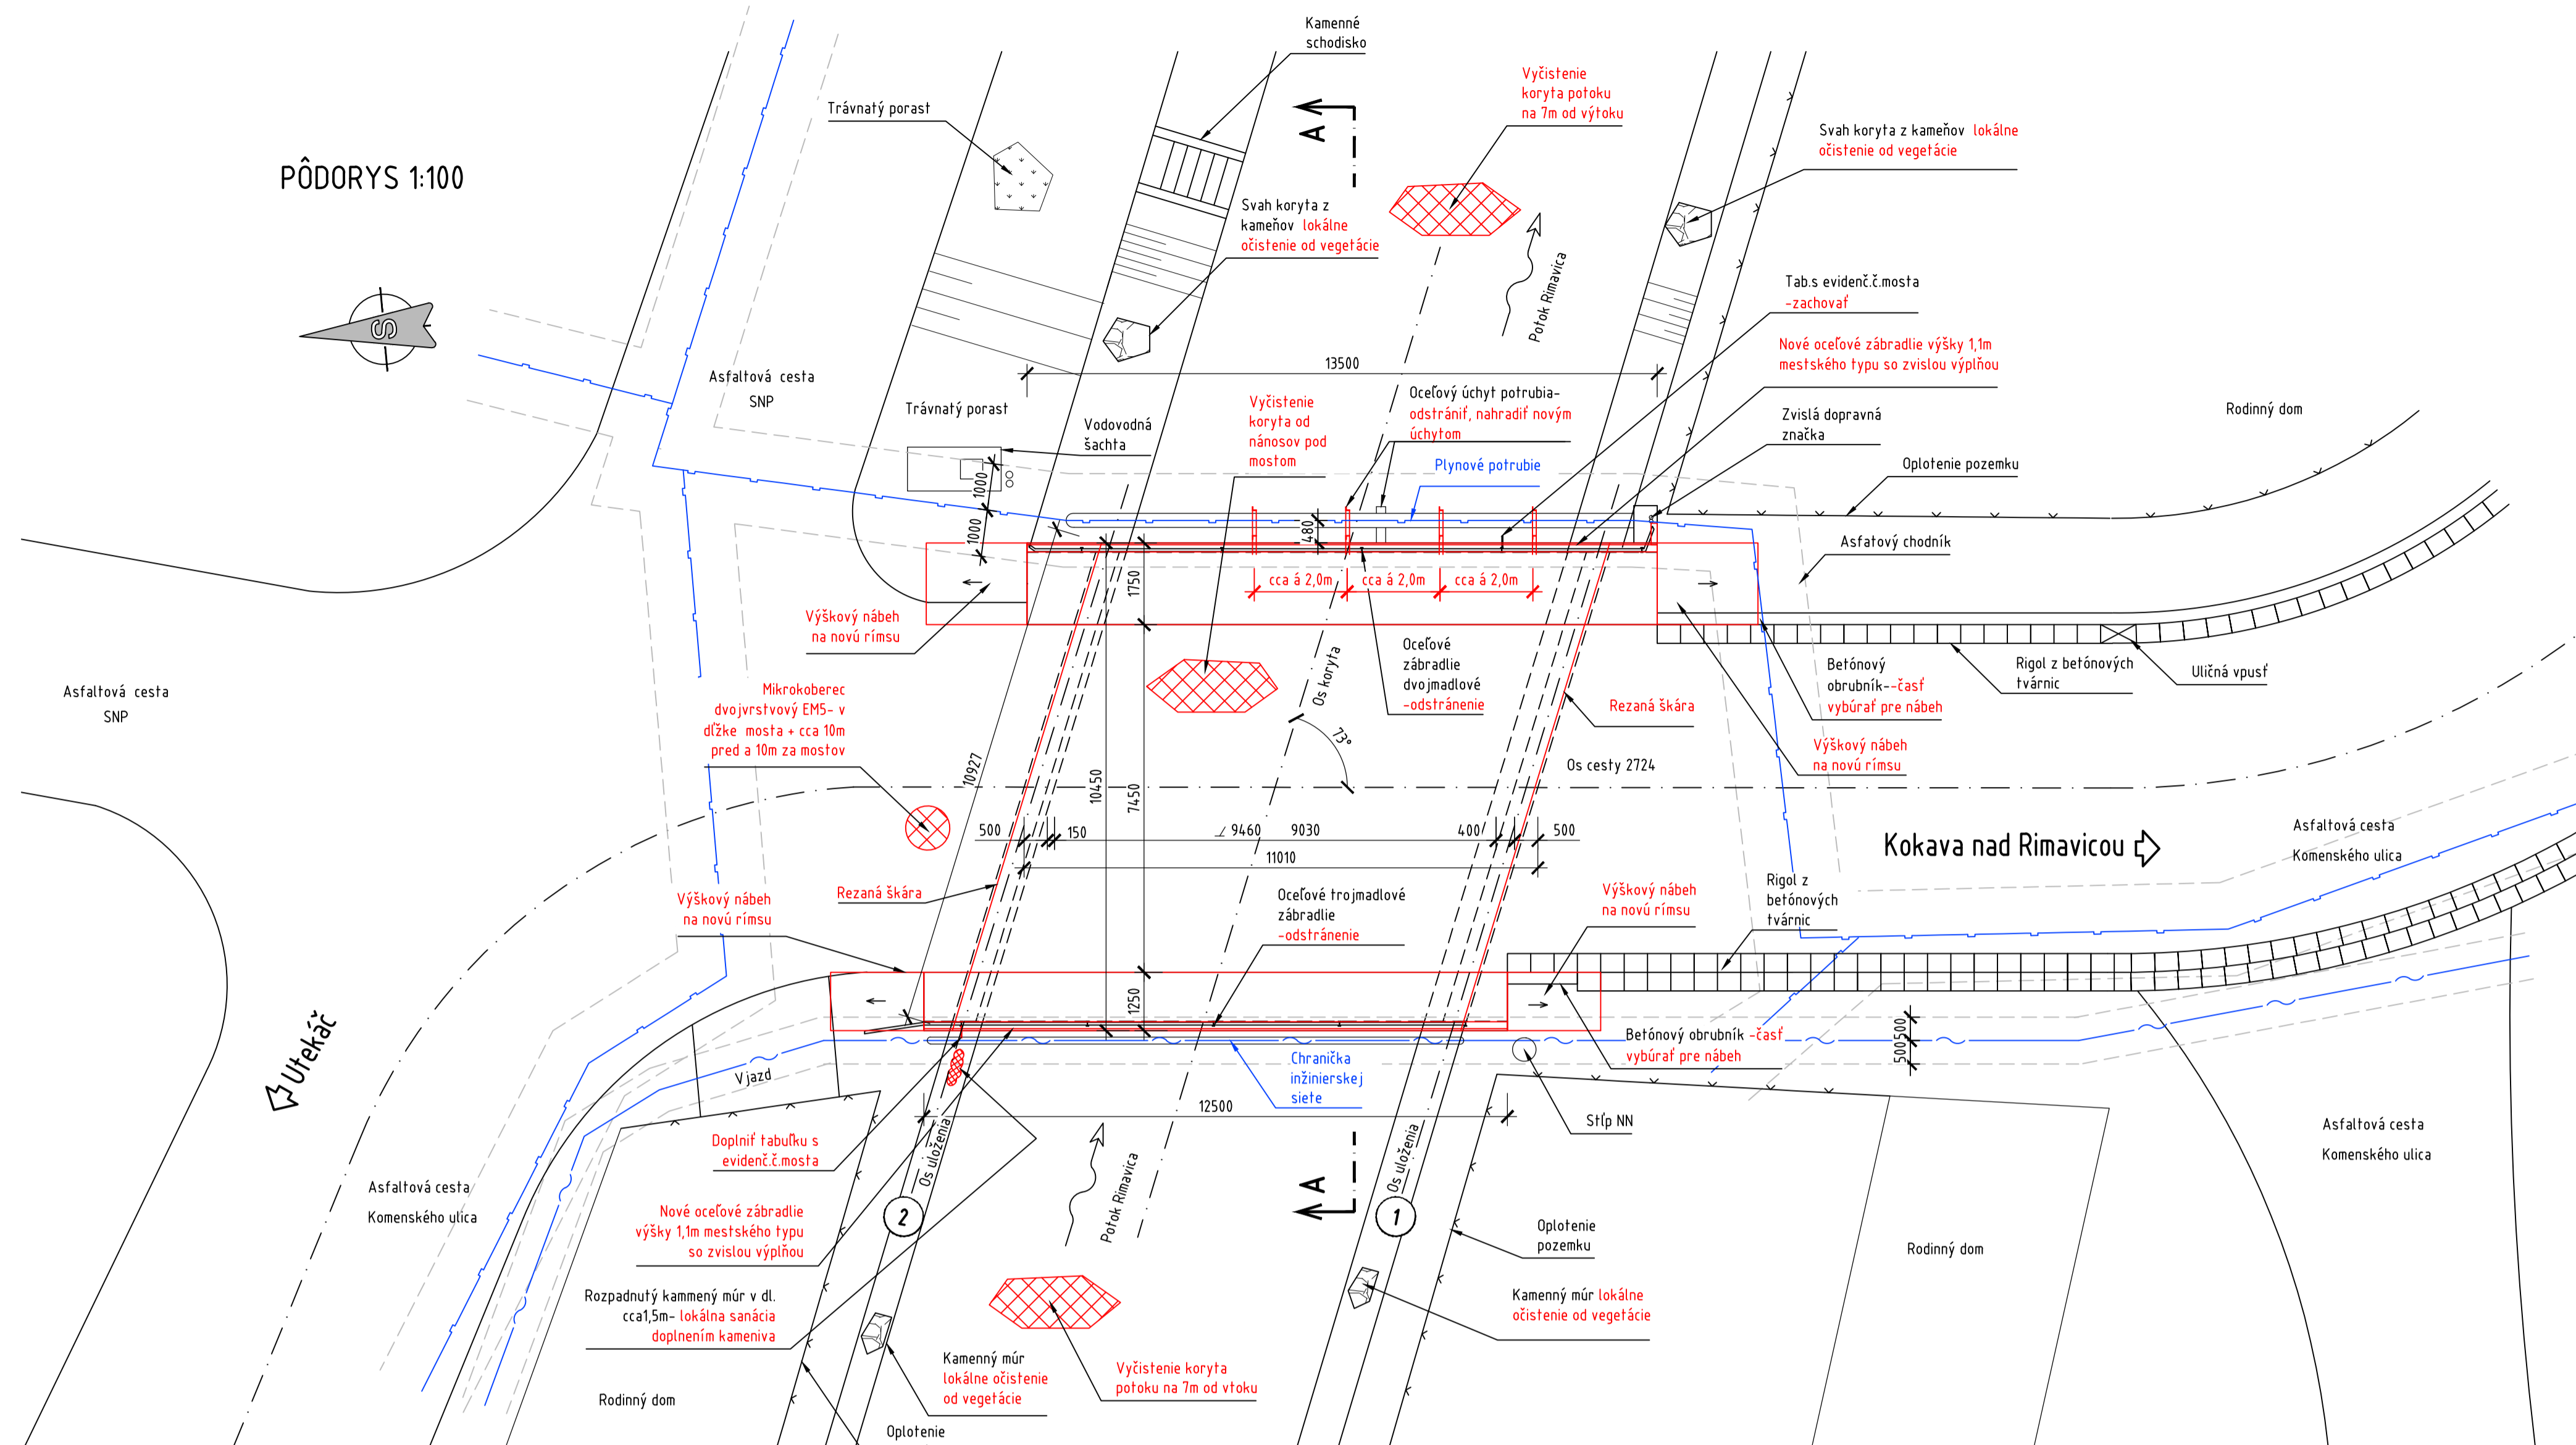 Kamenné
schodisko
Vyčistenie
koryta potoku
na 7m od výtoku
Trávnatý porast
A
Svah koryta z kameňov lokálne
očistenie od vegetácie
PÔDORYS 1:100
Svah koryta z
kameňov lokálne
očistenie od vegetácie
Potok Rimavica
Tab.s evidenč.č.mosta
-zachovať
S
Nové oceľové zábradlie výšky 1,1m
mestského typu so zvislou výplňou
13500
Asfaltová cesta
SNP
Trávnatý porast
Vodovodná
šachta
Vyčistenie
koryta od
nánosov pod
mostom
Oceľový úchyt potrubia-
odstrániť, nahradiť novým
úchytom
Zvislá dopravná
značka
Rodinný dom
Plynové potrubie
Oplotenie pozemku
1000
1000
480
Asfatový chodník
1750
cca á 2,0m
cca á 2,0m
cca á 2,0m
Výškový nábeh
na novú rímsu
Os koryta
Oceľové
zábradlie
dvojmadlové
-odstránenie
Rezaná škára
Betónový
obrubník--časť
vybúrať pre nábeh
Rigol z betónových
tvárnic
Uličná vpusť
Asfaltová cesta
SNP
Mikrokoberec
dvojvrstvový EM5- v
dľžke mosta + cca 10m
pred a 10m za mostov
73°
Výškový nábeh
na novú rímsu
Os cesty 2724
10927
10450
7450
500
150
9460
9030
400
500
11010
Kokava nad Rimavicou
Asfaltová cesta
Komenského ulica
Výškový nábeh
na novú rímsu
Rezaná škára
Oceľové trojmadlové
zábradlie
-odstránenie
Výškový nábeh
na novú rímsu
Rigol z
betónových
tvárnic
1250
Utekáč
Vjazd
Chranička
inžinierskej
siete
Betónový obrubník -časť
vybúrať pre nábeh
500
500
12500
Stĺp NN
Asfaltová cesta
Komenského ulica
Doplniť tabuľku s
evidenč.č.mosta
Os uloženia
Potok Rimavica
A
Os uloženia
Asfaltová cesta
Komenského ulica
Nové oceľové zábradlie
výšky 1,1m mestského typu
so zvislou výplňou
2
1
Oplotenie
pozemku
Rodinný dom
Rozpadnutý kammený múr v dl.
cca1,5m- lokálna sanácia
doplnením kameniva
Kamenný múr lokálne
očistenie od vegetácie
Kamenný múr
lokálne očistenie
od vegetácie
Vyčistenie koryta
potoku na 7m od vtoku
Rodinný dom
Oplotenie